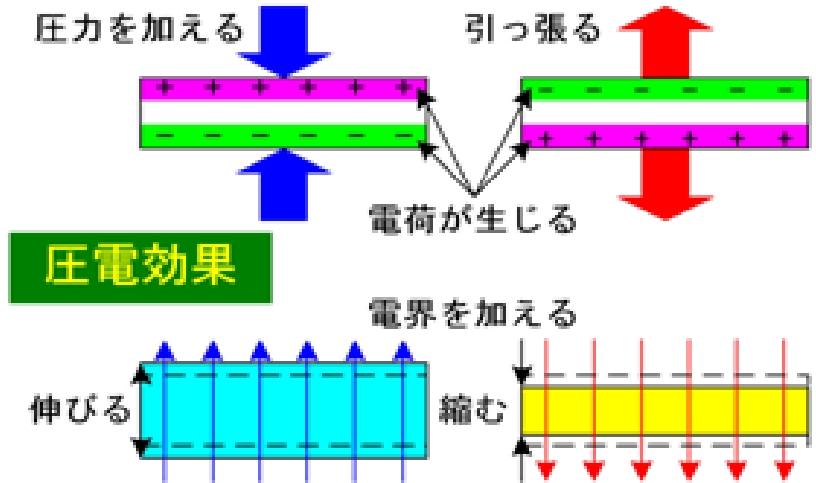 圧力を加える
引っ張る
電荷が生じる
圧電効果
電界を加える
伸びる
縮む